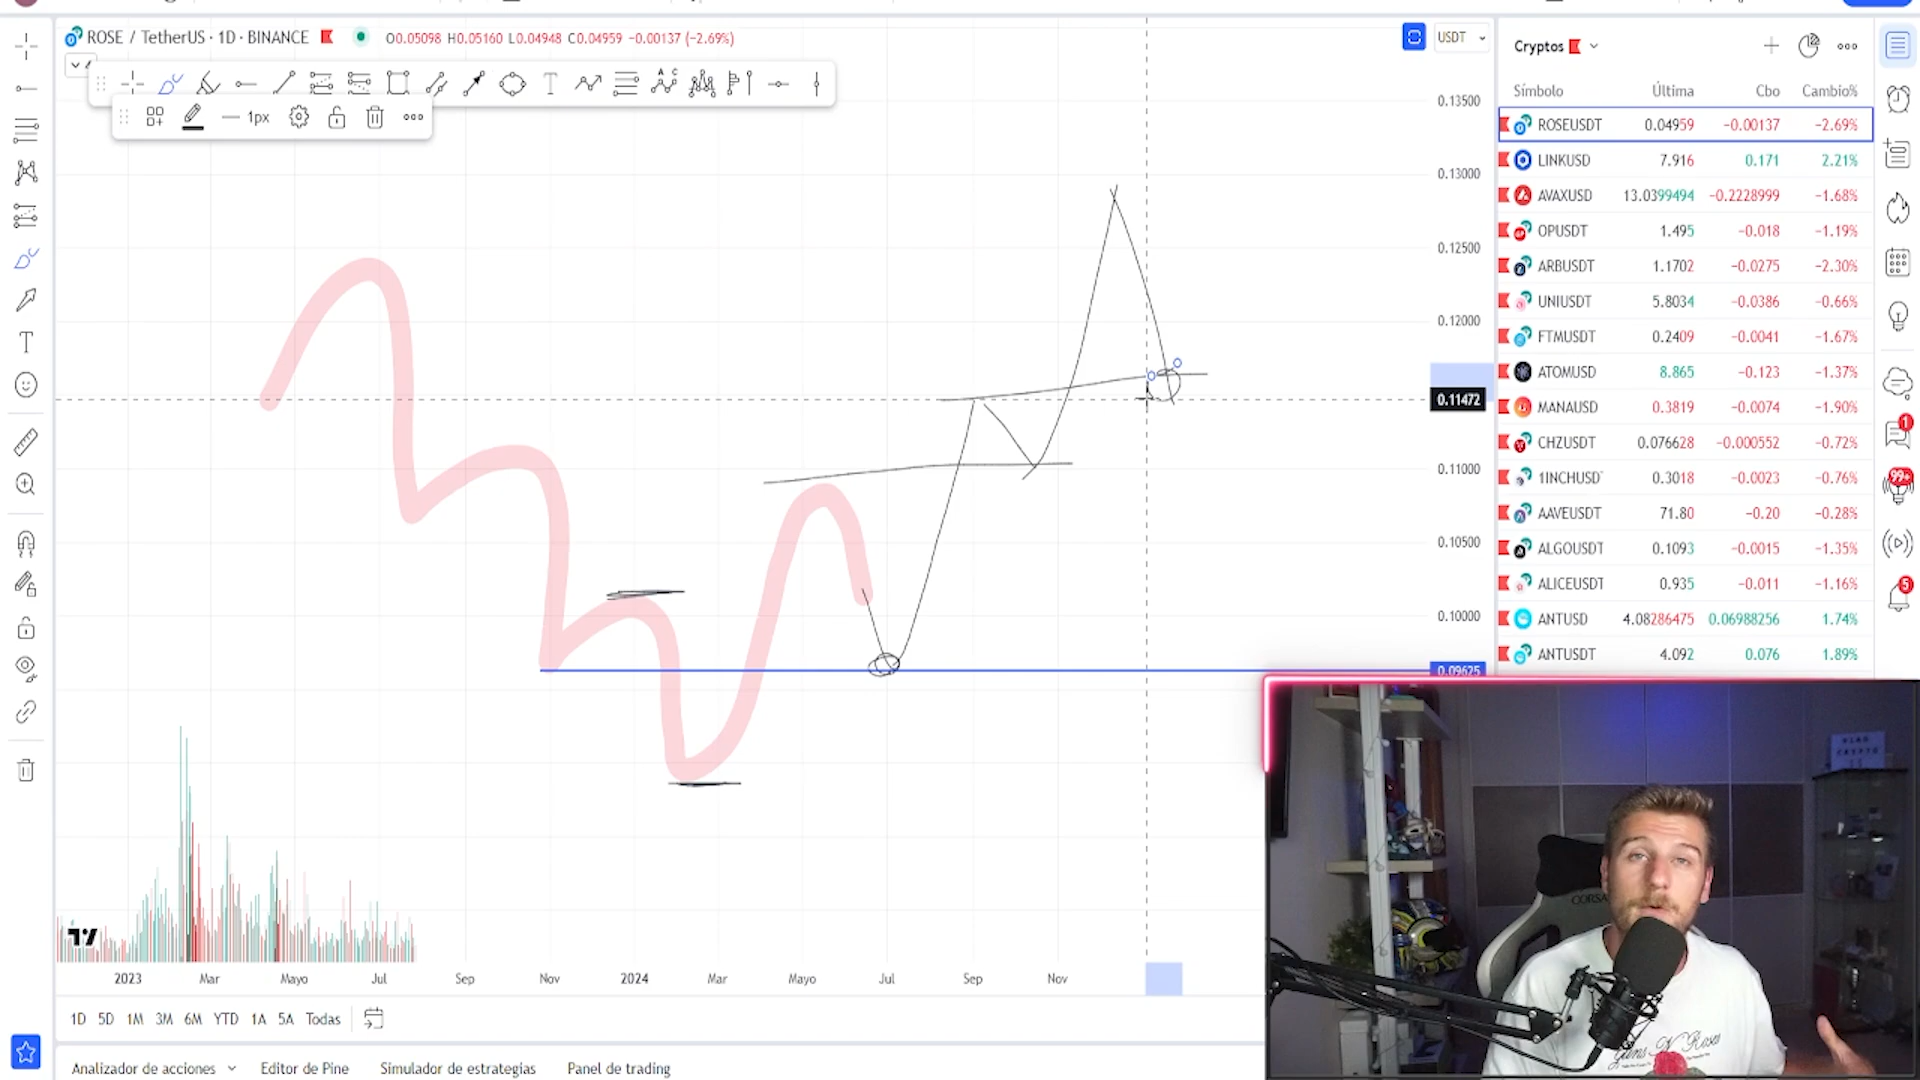 ROSE / TetherUS · 1D · BINANCE
O0.05098 H0.05160 L0.04948 C0.04959 −0.00137 (−2.69%)
USDT
1px
0.13500
0.13000
0.12500
0.12000
0.11472
0.11000
0.10500
0.10000
0.09625
2023 Mar Mayo Jul Sep Nov 2024 Mar Mayo Jul Sep Nov
1D 5D 1M 3M 6M YTD 1A 5A Todas
Analizador de acciones Editor de Pine Simulador de estrategias Panel de trading
Cryptos
Símbolo Última Cbo Cambio%
ROSEUSDT 0.04959 −0.00137 −2.69%
LINKUSD 7.916 0.171 2.21%
AVAXUSD 13.0399494 −0.2228999 −1.68%
OPUSDT 1.495 −0.018 −1.19%
ARBUSDT 1.1702 −0.0275 −2.30%
UNIUSDT 5.8034 −0.0386 −0.66%
FTMUSDT 0.2409 −0.0041 −1.67%
ATOMUSD 8.865 −0.123 −1.37%
MANAUSD 0.3819 −0.0074 −1.90%
CHZUSDT 0.076628 −0.000552 −0.72%
1INCHUSD 0.3018 −0.0023 −0.76%
AAVEUSDT 71.80 −0.20 −0.28%
ALGOUSDT 0.1093 −0.0015 −1.35%
ALICEUSDT 0.935 −0.011 −1.16%
ANTUSD 4.08286475 0.06988256 1.74%
ANTUSDT 4.092 0.076 1.89%
1
99+
5
CORSA
Guns N' Roses